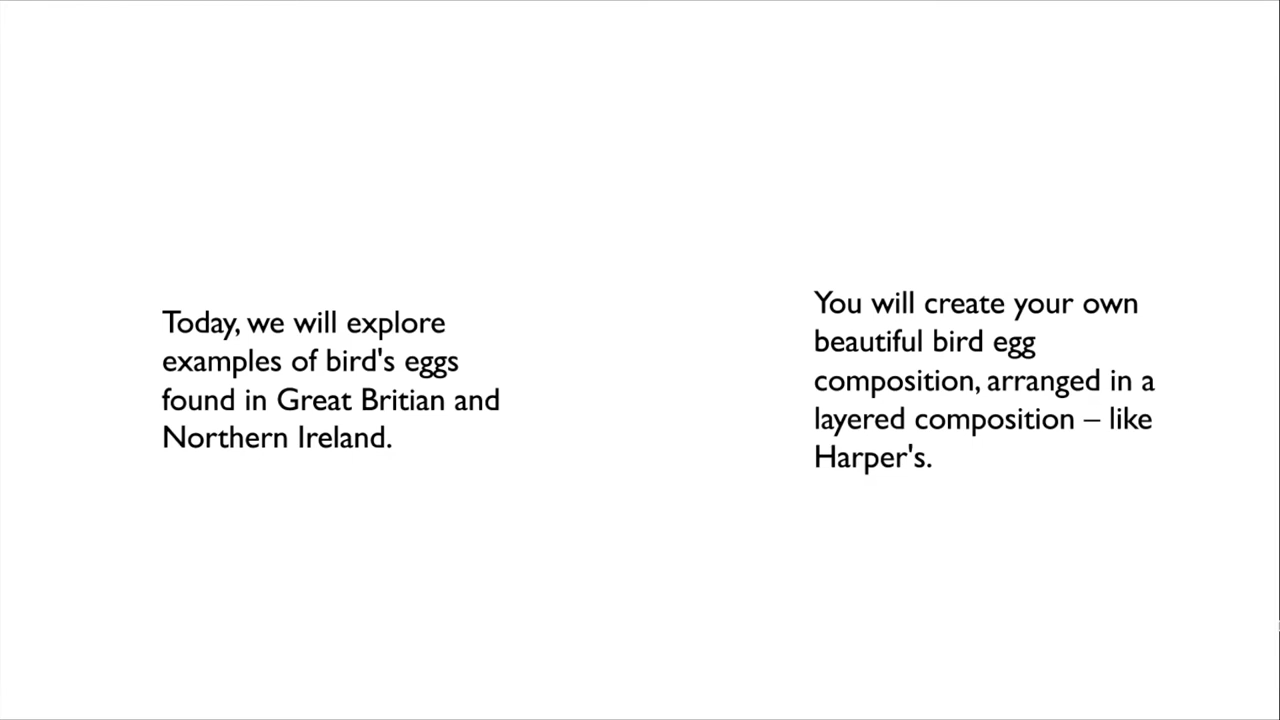 Today, we will explore
examples of bird's eggs
found in Great Britian and
Northern Ireland.
You will create your own
beautiful bird egg
composition, arranged in a
layered composition – like
Harper's.